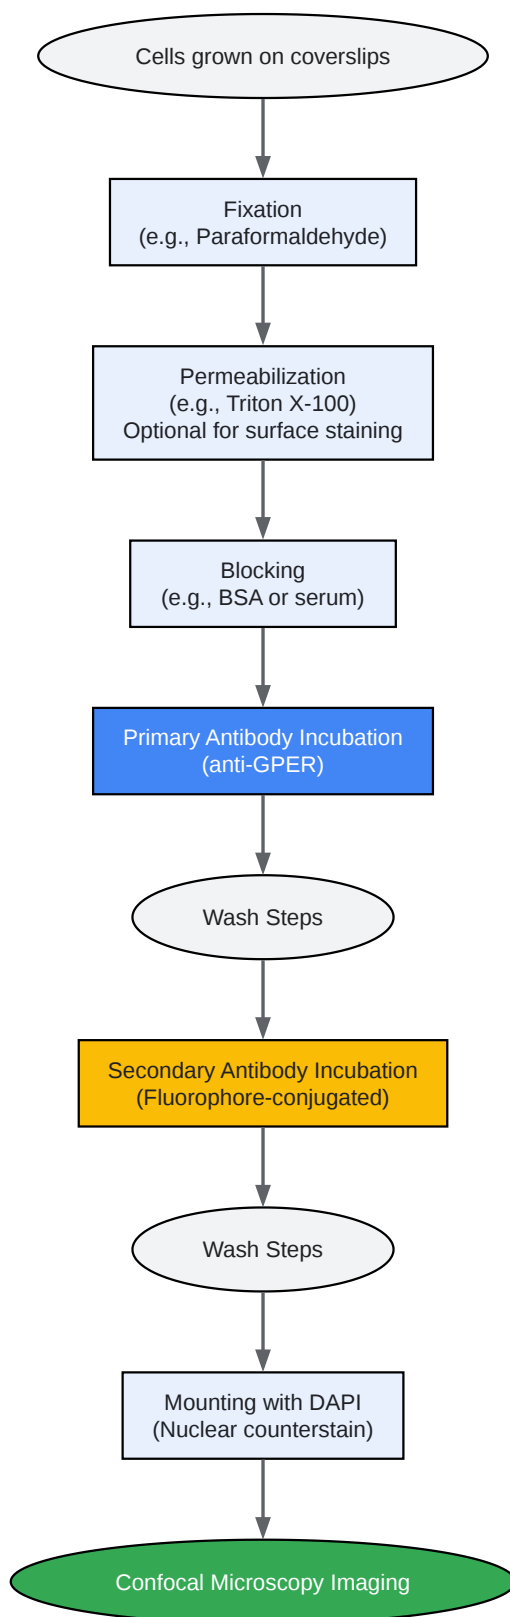 Cells grown on coverslips
Fixation
(e.g., Paraformaldehyde)
Permeabilization
(e.g., Triton X-100)
Optional for surface staining
Blocking
(e.g., BSA or serum)
Primary Antibody Incubation
(anti-GPER)
Wash Steps
Secondary Antibody Incubation
(Fluorophore-conjugated)
Wash Steps
Mounting with DAPI
(Nuclear counterstain)
Confocal Microscopy Imaging